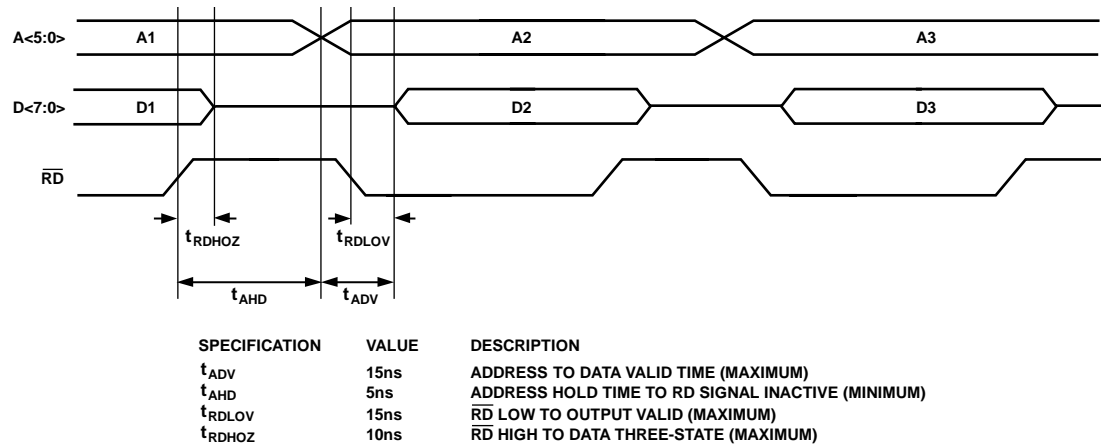 A<5:0> A1 A2 A3
D<7:0> D1 D2 D3
RD
tRDHOZ tRDLOV
tAHD tADV
SPECIFICATION VALUE DESCRIPTION
tADV 15ns ADDRESS TO DATA VALID TIME (MAXIMUM)
tAHD 5ns ADDRESS HOLD TIME TO RD SIGNAL INACTIVE (MINIMUM)
tRDLOV 15ns RD LOW TO OUTPUT VALID (MAXIMUM)
tRDHOZ 10ns RD HIGH TO DATA THREE-STATE (MAXIMUM)